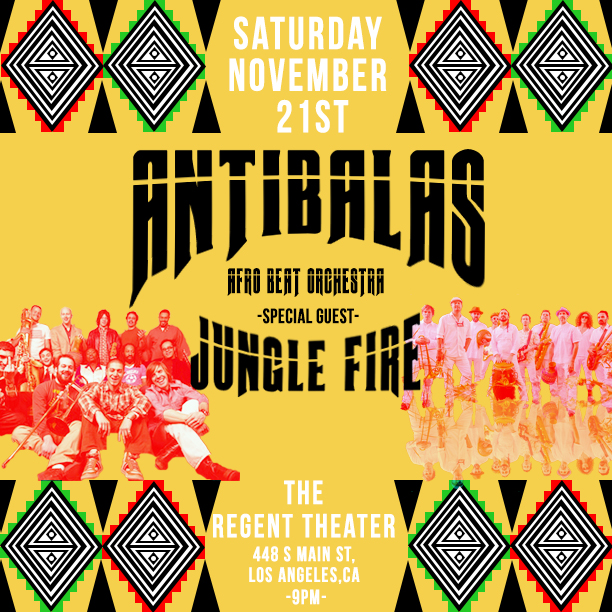 SATURDAY
NOVEMBER
21ST
ANTIBALAS
AFRO BEAT ORCHESTRA
-SPECIAL GUEST-
JUNGLE FIRE
THE
REGENT THEATER
448 S MAIN ST,
LOS ANGELES,CA
-9PM-